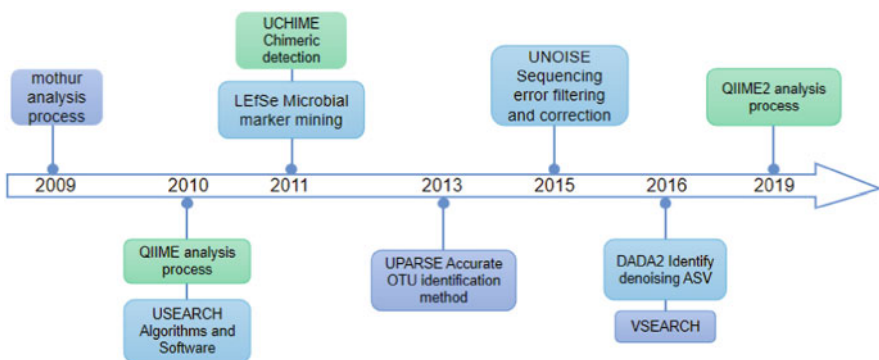 UCHIME
Chimeric
detection
mothur
analysis
process
LEfSe Microbial
marker mining
UNOISE
Sequencing
error filtering
and correction
QIIME2 analysis
process
2009
2010
2011
2013
2015
2016
2019
QIIME analysis
process
USEARCH
Algorithms and
Software
UPARSE Accurate
OTU identification
method
DADA2 Identify
denoising ASV
VSEARCH